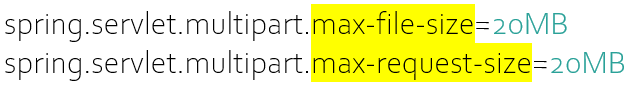 spring.servlet.multipart.max-file-size=20MB
spring.servlet.multipart.max-request-size=20MB